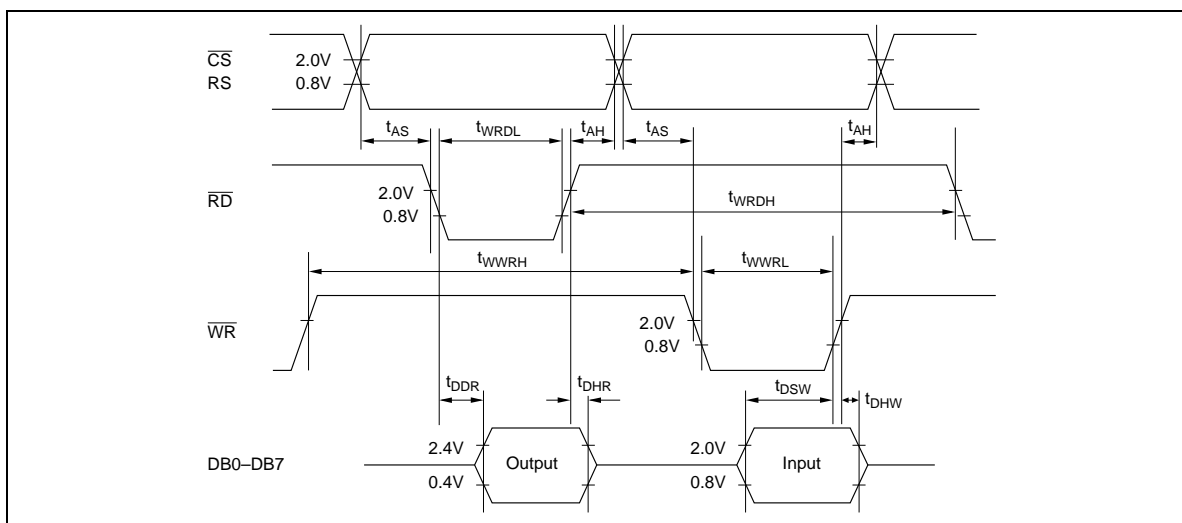 CS
RS
2.0V
0.8V
tAS
tWRDL
tAH
tAS
tAH
RD
2.0V
0.8V
tWRDH
tWWRH
tWWRL
WR
2.0V
0.8V
tDDR
tDHR
tDSW
tDHW
DB0–DB7
2.4V
0.4V
Output
2.0V
0.8V
Input